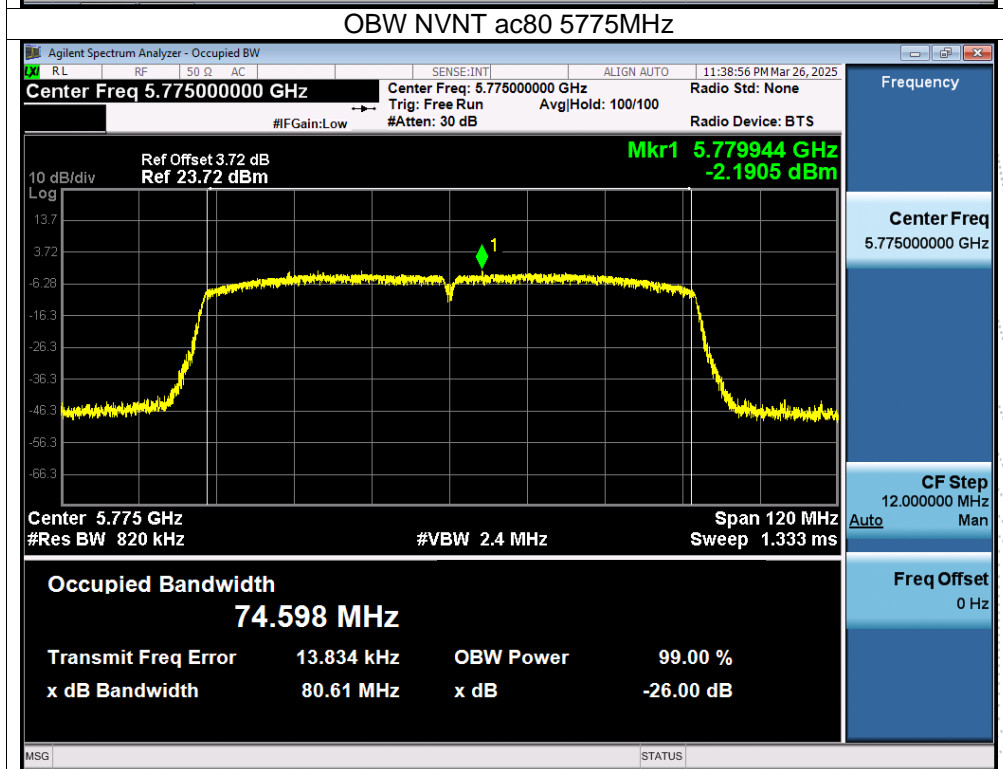 OBW NVNT ac80 5775MHz
Agilent Spectrum Analyzer - Occupied BW
LXI RL RF 50 Ω AC SENSE:INT ALIGN AUTO 11:38:56 PM Mar 26, 2025
Center Freq 5.775000000 GHz
Center Freq: 5.775000000 GHz Radio Std: None
Trig: Free Run Avg|Hold: 100/100
#IFGain:Low #Atten: 30 dB Radio Device: BTS
Frequency
Mkr1 5.779944 GHz
-2.1905 dBm
Ref Offset 3.72 dB
10 dB/div Ref 23.72 dBm
Log
13.7
3.72
-6.28
-16.3
-26.3
-36.3
-46.3
-56.3
-66.3
1
Center 5.775 GHz Span 120 MHz
#Res BW 820 kHz #VBW 2.4 MHz Sweep 1.333 ms
Occupied Bandwidth
74.598 MHz
Transmit Freq Error 13.834 kHz OBW Power 99.00 %
x dB Bandwidth 80.61 MHz x dB -26.00 dB
Center Freq
5.775000000 GHz
CF Step
12.000000 MHz
Auto Man
Freq Offset
0 Hz
MSG STATUS